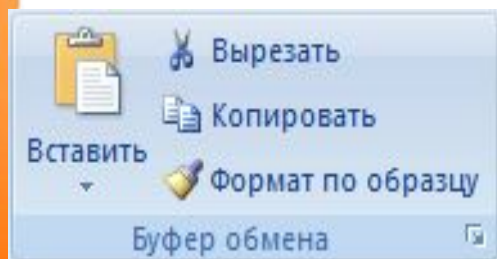 Вырезать
Копировать
Вставить
Формат по образцу
Буфер обмена